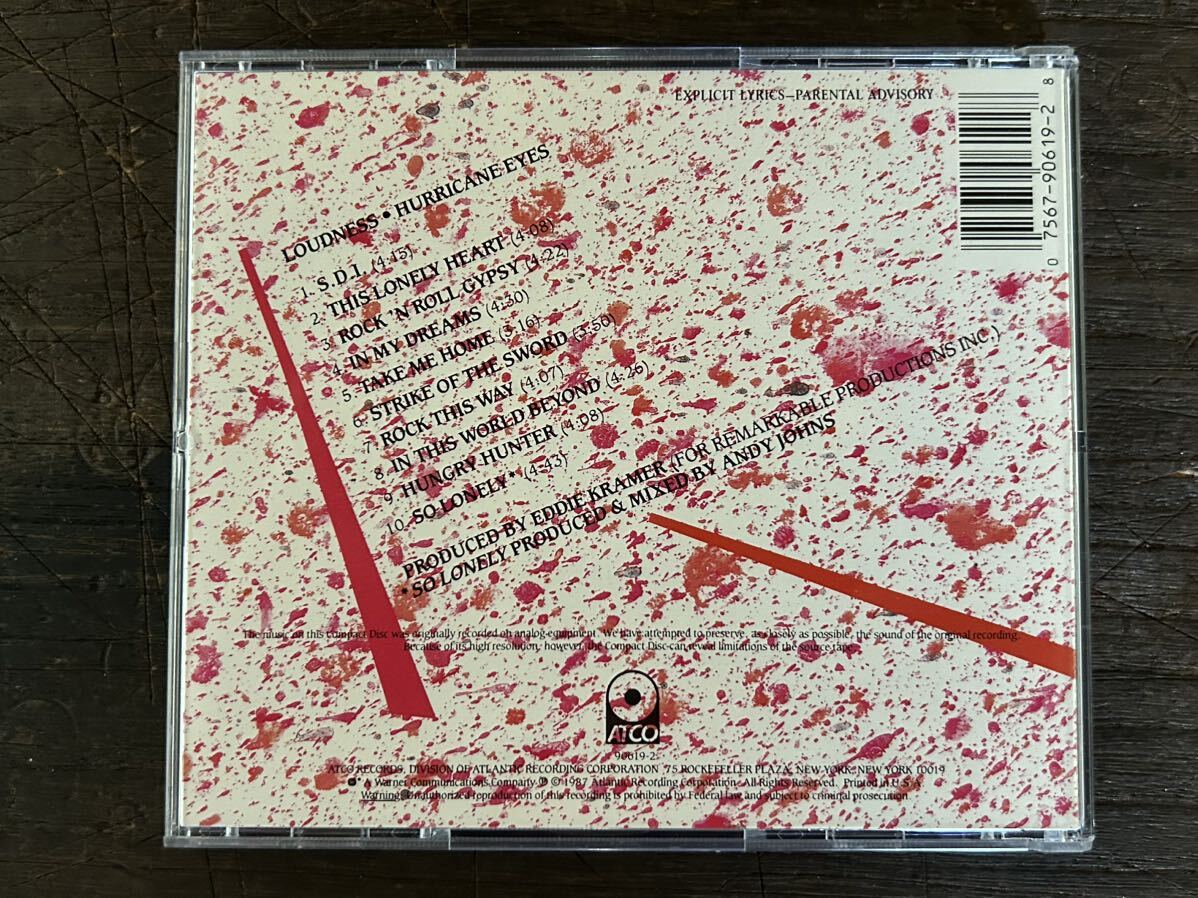 EXPLICIT LYRICS—PARENTAL ADVISORY
0 7567-90619-2 8
LOUDNESS • HURRICANE EYES
1. S.D.I. (4:15)
2. THIS LONELY HEART (4:08)
3. ROCK 'N ROLL GYPSY (4:22)
4. IN MY DREAMS (4:30)
5. TAKE ME HOME (3:16)
6. STRIKE OF THE SWORD (3:50)
7. ROCK THIS WAY (4:07)
8. IN THIS WORLD BEYOND (4:26)
9. HUNGRY HUNTER (4:08)
10. SO LONELY* (4:43)
PRODUCED BY EDDIE KRAMER (FOR REMARKABLE PRODUCTIONS INC.)
*SO LONELY PRODUCED & MIXED BY ANDY JOHNS
The music on this Compact Disc was originally recorded on analog equipment. We have attempted to preserve, as closely as possible, the sound of the original recording.
Because of its high resolution, however, the Compact Disc can reveal limitations of the source tape.
ATCO
90619-2
ATCO RECORDS, DIVISION OF ATLANTIC RECORDING CORPORATION, 75 ROCKEFELLER PLAZA, NEW YORK, NEW YORK 10019
A Warner Communications Company ℗ © 1987 Atlantic Recording Corporation. All Rights Reserved. Printed in U.S.A.
Warning: Unauthorized reproduction of this recording is prohibited by Federal law and subject to criminal prosecution.